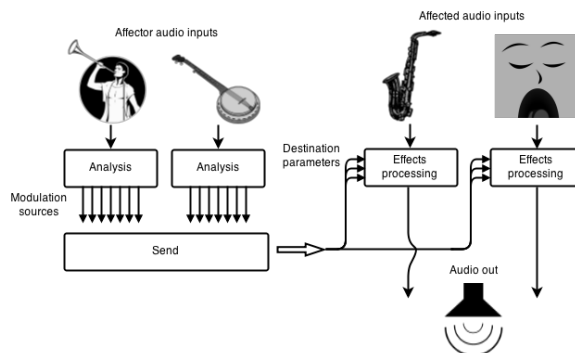 Affector audio inputs
Affected audio inputs
Analysis
Analysis
Destination
parameters
Effects
processing
Effects
processing
Modulation
sources
Send
Audio out